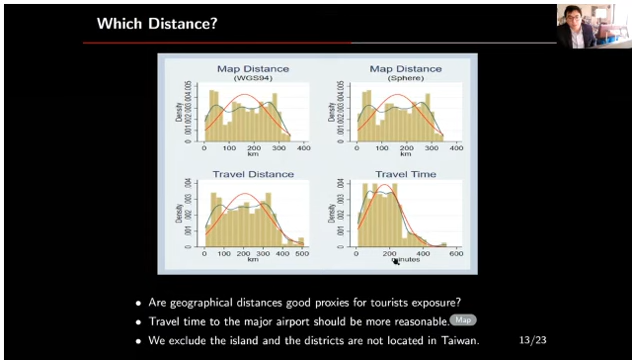 Which Distance?
Map Distance
(WGS94)
Density
0 .001 .002 .003 .004 .005
0 100 200 300 400
km
Map Distance
(Sphere)
Density
0 .001 .002 .003 .004 .005
0 100 200 300 400
km
Travel Distance
Density
0 .001 .002 .003 .004
0 100 200 300 400 500
km
Travel Time
Density
0 .001 .002 .003 .004
0 200 400 600
minutes
• Are geographical distances good proxies for tourists exposure?
• Travel time to the major airport should be more reasonable. Map
• We exclude the island and the districts are not located in Taiwan.
13/23